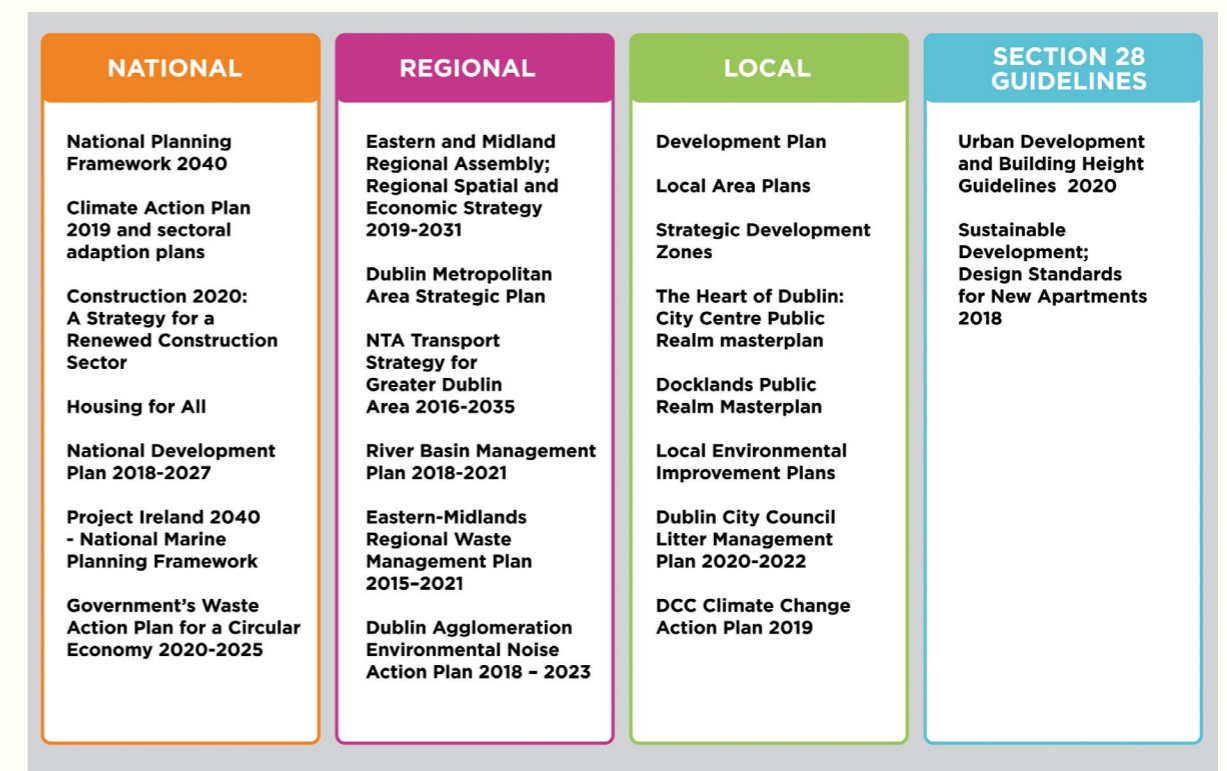 NATIONAL
National Planning
Framework 2040
Climate Action Plan
2019 and sectoral
adaption plans
Construction 2020:
A Strategy for a
Renewed Construction
Sector
Housing for All
National Development
Plan 2018-2027
Project Ireland 2040
- National Marine
Planning Framework
Government’s Waste
Action Plan for a Circular
Economy 2020-2025
REGIONAL
Eastern and Midland
Regional Assembly;
Regional Spatial and
Economic Strategy
2019-2031
Dublin Metropolitan
Area Strategic Plan
NTA Transport
Strategy for
Greater Dublin
Area 2016-2035
River Basin Management
Plan 2018-2021
Eastern-Midlands
Regional Waste
Management Plan
2015–2021
Dublin Agglomeration
Environmental Noise
Action Plan 2018 – 2023
LOCAL
Development Plan
Local Area Plans
Strategic Development
Zones
The Heart of Dublin:
City Centre Public
Realm masterplan
Docklands Public
Realm Masterplan
Local Environmental
Improvement Plans
Dublin City Council
Litter Management
Plan 2020-2022
DCC Climate Change
Action Plan 2019
SECTION 28
GUIDELINES
Urban Development
and Building Height
Guidelines 2020
Sustainable
Development;
Design Standards
for New Apartments
2018